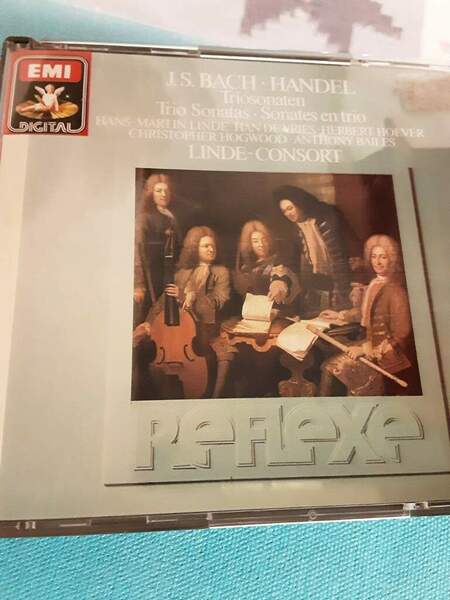 EMI
DIGITAL
J.S. BACH · HANDEL
Triosonaten
Trio Sonatas · Sonates en trio
HANS-MARTIN LINDE · HAN DE VRIES · HERBERT HOEVER
CHRISTOPHER HOGWOOD · ANTHONY BAILES
LINDE-CONSORT
REFLEXE